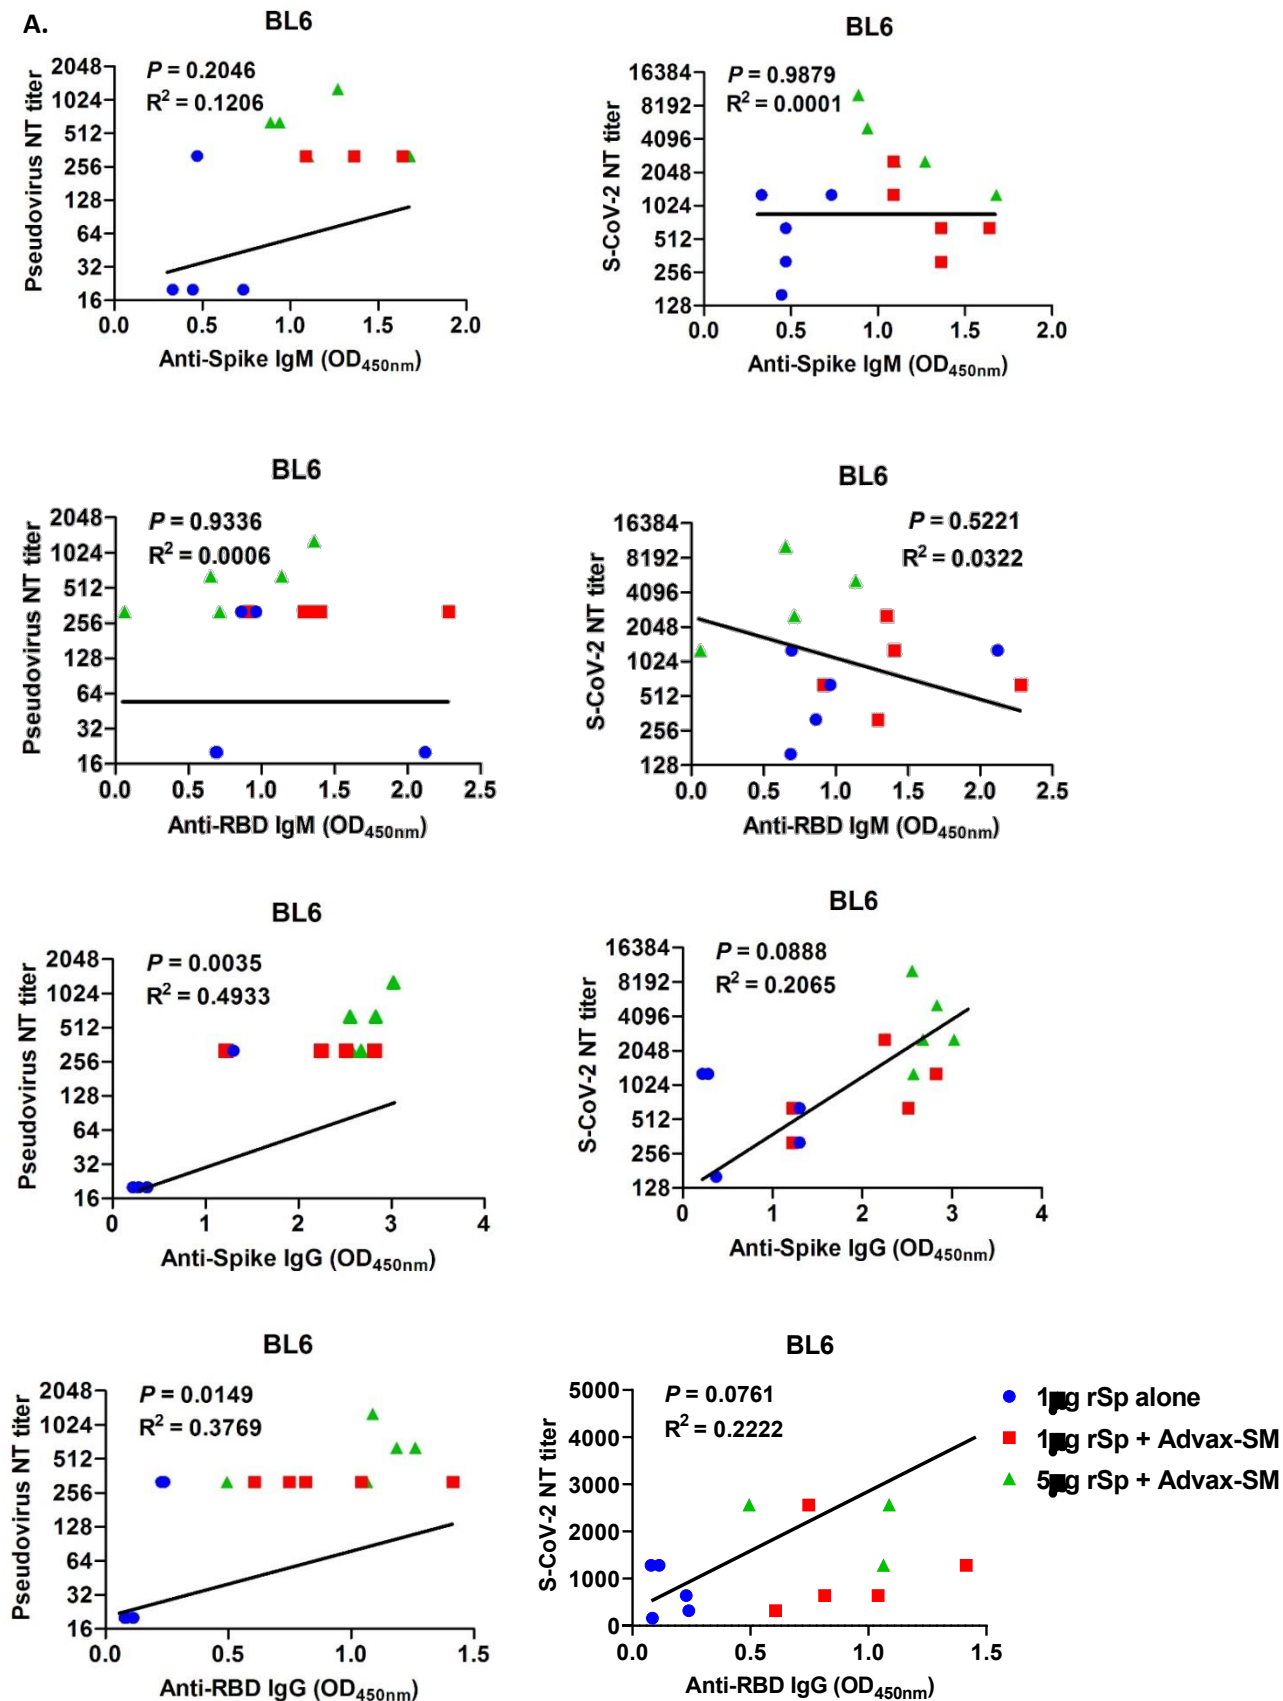 A.
BL6
P = 0.2046
R² = 0.1206
Pseudovirus NT titer
2048
1024
512
256
128
64
32
16
0.0 0.5 1.0 1.5 2.0
Anti-Spike IgM (OD450nm)
BL6
P = 0.9879
R² = 0.0001
S-CoV-2 NT titer
16384
8192
4096
2048
1024
512
256
128
0.0 0.5 1.0 1.5 2.0
Anti-Spike IgM (OD450nm)
BL6
P = 0.9336
R² = 0.0006
Pseudovirus NT titer
2048
1024
512
256
128
64
32
16
0.0 0.5 1.0 1.5 2.0 2.5
Anti-RBD IgM (OD450nm)
BL6
P = 0.5221
R² = 0.0322
S-CoV-2 NT titer
16384
8192
4096
2048
1024
512
256
128
0.0 0.5 1.0 1.5 2.0 2.5
Anti-RBD IgM (OD450nm)
BL6
P = 0.0035
R² = 0.4933
Pseudovirus NT titer
2048
1024
512
256
128
64
32
16
0 1 2 3 4
Anti-Spike IgG (OD450nm)
BL6
P = 0.0888
R² = 0.2065
S-CoV-2 NT titer
16384
8192
4096
2048
1024
512
256
128
0 1 2 3 4
Anti-Spike IgG (OD450nm)
BL6
P = 0.0149
R² = 0.3769
Pseudovirus NT titer
2048
1024
512
256
128
64
32
16
0.0 0.5 1.0 1.5
Anti-RBD IgG (OD450nm)
BL6
P = 0.0761
R² = 0.2222
S-CoV-2 NT titer
5000
4000
3000
2000
1000
0
0.0 0.5 1.0 1.5
Anti-RBD IgG (OD450nm)
1µg rSp alone
1µg rSp + Advax-SM
5µg rSp + Advax-SM